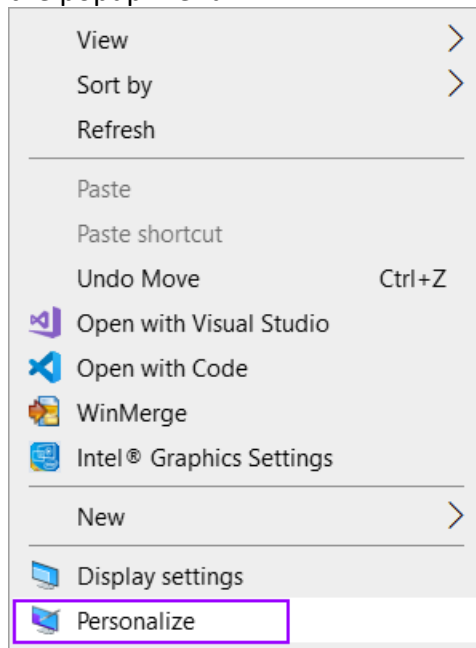 View
Sort by
Refresh
Paste
Paste shortcut
Undo Move Ctrl+Z
Open with Visual Studio
Open with Code
WinMerge
Intel® Graphics Settings
New
Display settings
Personalize